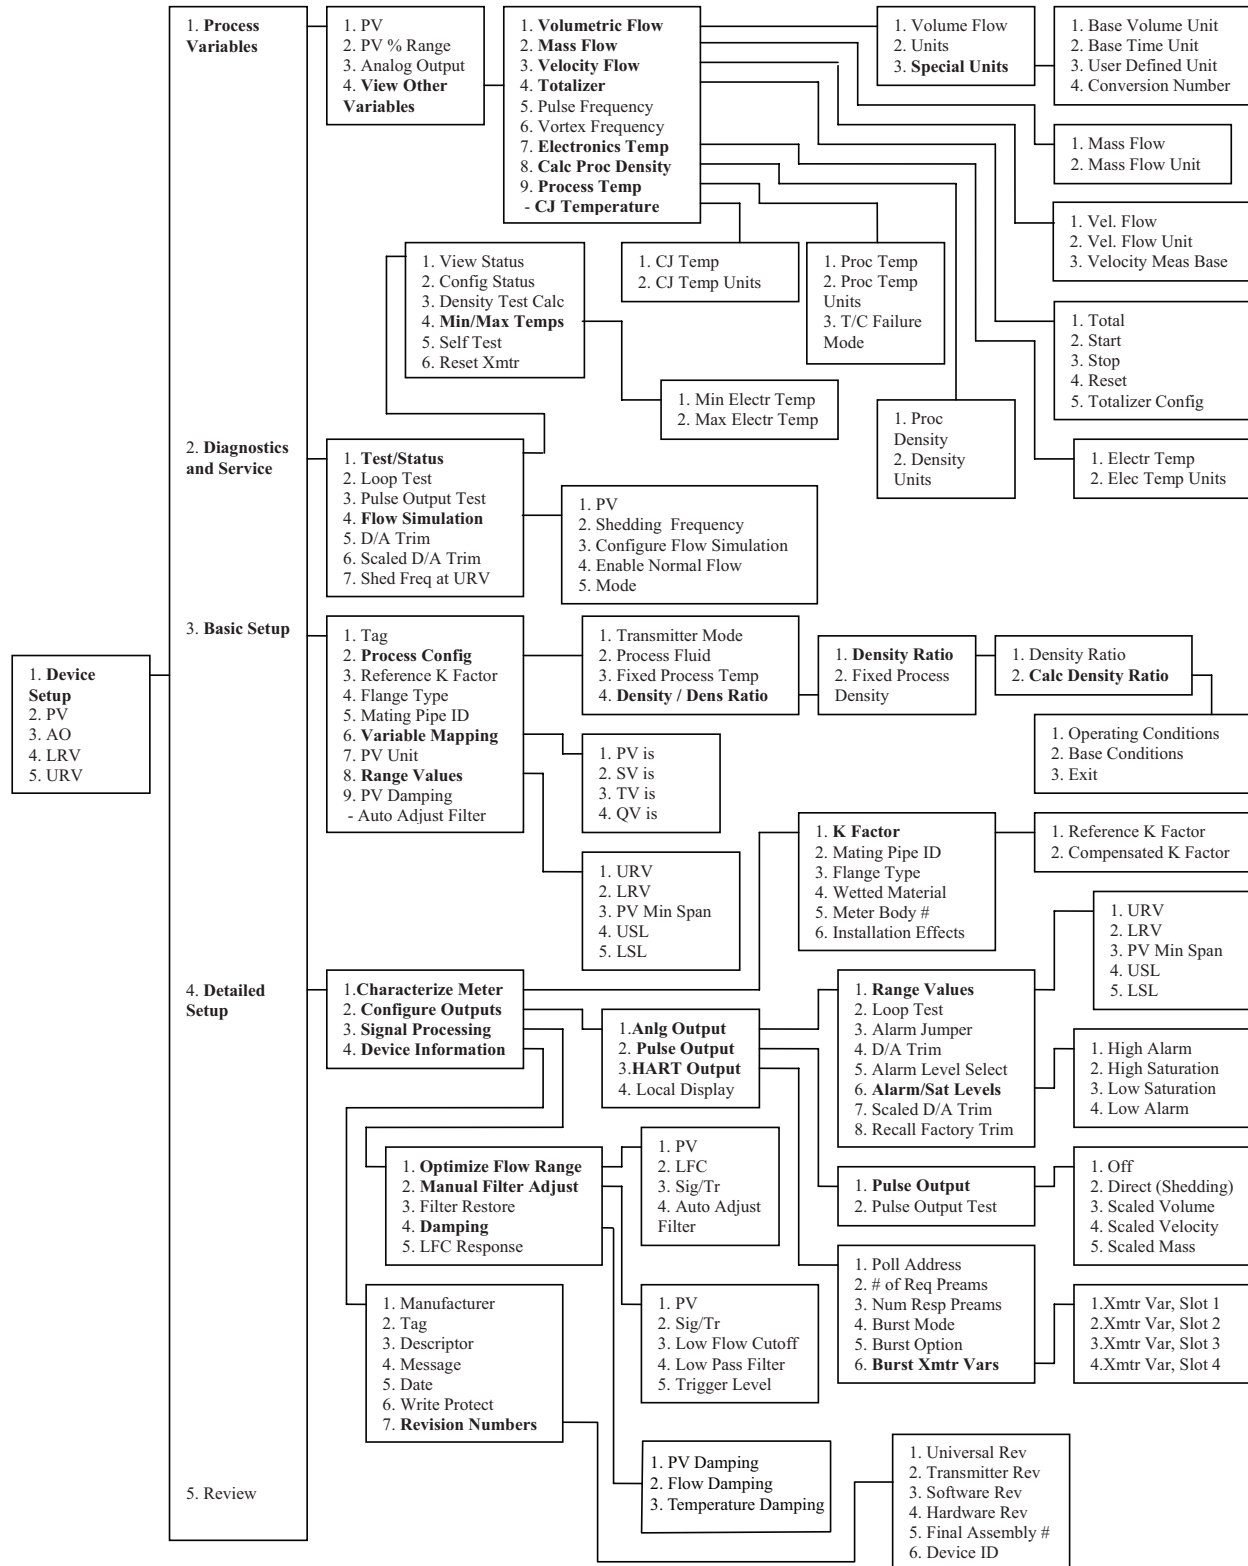 1. Process
Variables
1. PV
2. PV % Range
3. Analog Output
4. View Other
Variables
1. Volumetric Flow
2. Mass Flow
3. Velocity Flow
4. Totalizer
5. Pulse Frequency
6. Vortex Frequency
7. Electronics Temp
8. Calc Proc Density
9. Process Temp
- CJ Temperature
1. Volume Flow
2. Units
3. Special Units
1. Base Volume Unit
2. Base Time Unit
3. User Defined Unit
4. Conversion Number
1. Mass Flow
2. Mass Flow Unit
1. Vel. Flow
2. Vel. Flow Unit
3. Velocity Meas Base
1. View Status
2. Config Status
3. Density Test Calc
4. Min/Max Temps
5. Self Test
6. Reset Xmtr
1. CJ Temp
2. CJ Temp Units
1. Proc Temp
2. Proc Temp
Units
3. T/C Failure
Mode
1. Total
2. Start
3. Stop
4. Reset
5. Totalizer Config
1. Min Electr Temp
2. Max Electr Temp
1. Proc
Density
2. Density
Units
1. Electr Temp
2. Elec Temp Units
2. Diagnostics
and Service
1. Test/Status
2. Loop Test
3. Pulse Output Test
4. Flow Simulation
5. D/A Trim
6. Scaled D/A Trim
7. Shed Freq at URV
1. PV
2. Shedding Frequency
3. Configure Flow Simulation
4. Enable Normal Flow
5. Mode
1. Device
Setup
2. PV
3. AO
4. LRV
5. URV
3. Basic Setup
1. Tag
2. Process Config
3. Reference K Factor
4. Flange Type
5. Mating Pipe ID
6. Variable Mapping
7. PV Unit
8. Range Values
9. PV Damping
- Auto Adjust Filter
1. Transmitter Mode
2. Process Fluid
3. Fixed Process Temp
4. Density / Dens Ratio
1. Density Ratio
2. Fixed Process
Density
1. Density Ratio
2. Calc Density Ratio
1. Operating Conditions
2. Base Conditions
3. Exit
1. PV is
2. SV is
3. TV is
4. QV is
1. URV
2. LRV
3. PV Min Span
4. USL
5. LSL
1. K Factor
2. Mating Pipe ID
3. Flange Type
4. Wetted Material
5. Meter Body #
6. Installation Effects
1. Reference K Factor
2. Compensated K Factor
4. Detailed
Setup
1.Characterize Meter
2. Configure Outputs
3. Signal Processing
4. Device Information
1.Anlg Output
2. Pulse Output
3.HART Output
4. Local Display
1. Range Values
2. Loop Test
3. Alarm Jumper
4. D/A Trim
5. Alarm Level Select
6. Alarm/Sat Levels
7. Scaled D/A Trim
8. Recall Factory Trim
1. URV
2. LRV
3. PV Min Span
4. USL
5. LSL
1. High Alarm
2. High Saturation
3. Low Saturation
4. Low Alarm
1. Optimize Flow Range
2. Manual Filter Adjust
3. Filter Restore
4. Damping
5. LFC Response
1. PV
2. LFC
3. Sig/Tr
4. Auto Adjust
Filter
1. Pulse Output
2. Pulse Output Test
1. Off
2. Direct (Shedding)
3. Scaled Volume
4. Scaled Velocity
5. Scaled Mass
1. Manufacturer
2. Tag
3. Descriptor
4. Message
5. Date
6. Write Protect
7. Revision Numbers
1. PV
2. Sig/Tr
3. Low Flow Cutoff
4. Low Pass Filter
5. Trigger Level
1. Poll Address
2. # of Req Preams
3. Num Resp Preams
4. Burst Mode
5. Burst Option
6. Burst Xmtr Vars
1.Xmtr Var, Slot 1
2.Xmtr Var, Slot 2
3.Xmtr Var, Slot 3
4.Xmtr Var, Slot 4
1. PV Damping
2. Flow Damping
3. Temperature Damping
1. Universal Rev
2. Transmitter Rev
3. Software Rev
4. Hardware Rev
5. Final Assembly #
6. Device ID
5. Review